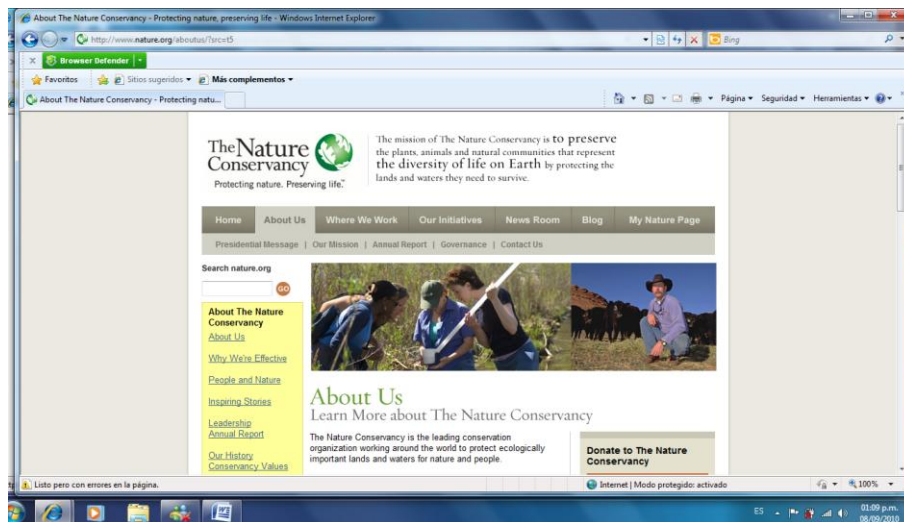 About The Nature Conservancy - Protecting nature, preserving life - Windows Internet Explorer
http://www.nature.org/aboutus/?src=t5
Bing
X Browser Defender
Favoritos Sitios sugeridos Más complementos
About The Nature Conservancy - Protecting natu...
Página Seguridad Herramientas
The Nature
Conservancy
Protecting nature. Preserving life.™
The mission of The Nature Conservancy is to preserve
the plants, animals and natural communities that represent
the diversity of life on Earth by protecting the
lands and waters they need to survive.
Home About Us Where We Work Our Initiatives News Room Blog My Nature Page
Presidential Message | Our Mission | Annual Report | Governance | Contact Us
Search nature.org
GO
About The Nature
Conservancy
About Us
Why We're Effective
People and Nature
Inspiring Stories
Leadership
Annual Report
Our History
Conservancy Values
About Us
Learn More about The Nature Conservancy
The Nature Conservancy is the leading conservation
organization working around the world to protect ecologically
important lands and waters for nature and people.
Donate to The Nature
Conservancy
Listo pero con errores en la página.
Internet | Modo protegido: activado
100%
ES
01:09 p.m.
08/09/2010